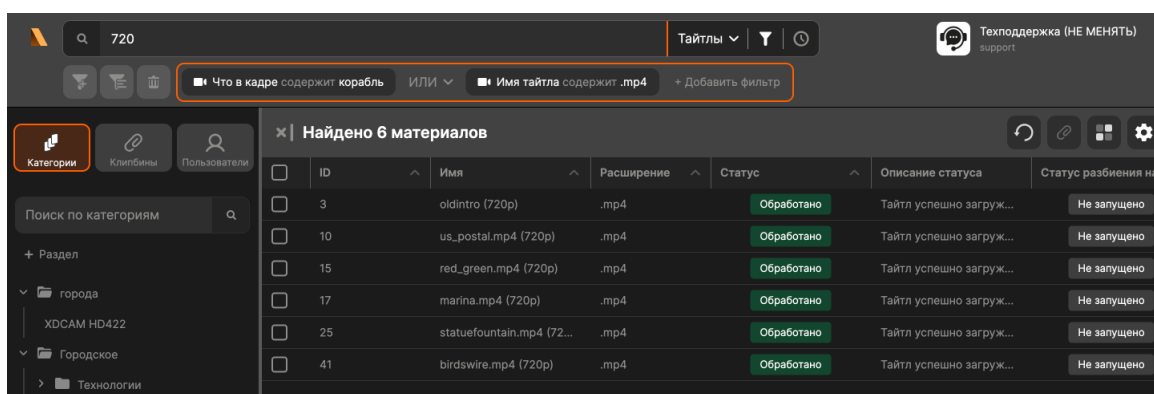 720
Тайтлы
Техподдержка (НЕ МЕНЯТЬ)
support
Что в кадре содержит корабль ИЛИ Имя тайтла содержит .mp4 + Добавить фильтр
Категории Клипбины Пользователи
Поиск по категориям
+ Раздел
города
XDCAM HD422
Городское
Технологии
Найдено 6 материалов
ID Имя Расширение Статус Описание статуса Статус разбиения на
3 oldintro (720p) .mp4 Обработано Тайтл успешно загруж... Не запущено
10 us_postal.mp4 (720p) .mp4 Обработано Тайтл успешно загруж... Не запущено
15 red_green.mp4 (720p) .mp4 Обработано Тайтл успешно загруж... Не запущено
17 marina.mp4 (720p) .mp4 Обработано Тайтл успешно загруж... Не запущено
25 statuefountain.mp4 (72... .mp4 Обработано Тайтл успешно загруж... Не запущено
41 birdswire.mp4 (720p) .mp4 Обработано Тайтл успешно загруж... Не запущено